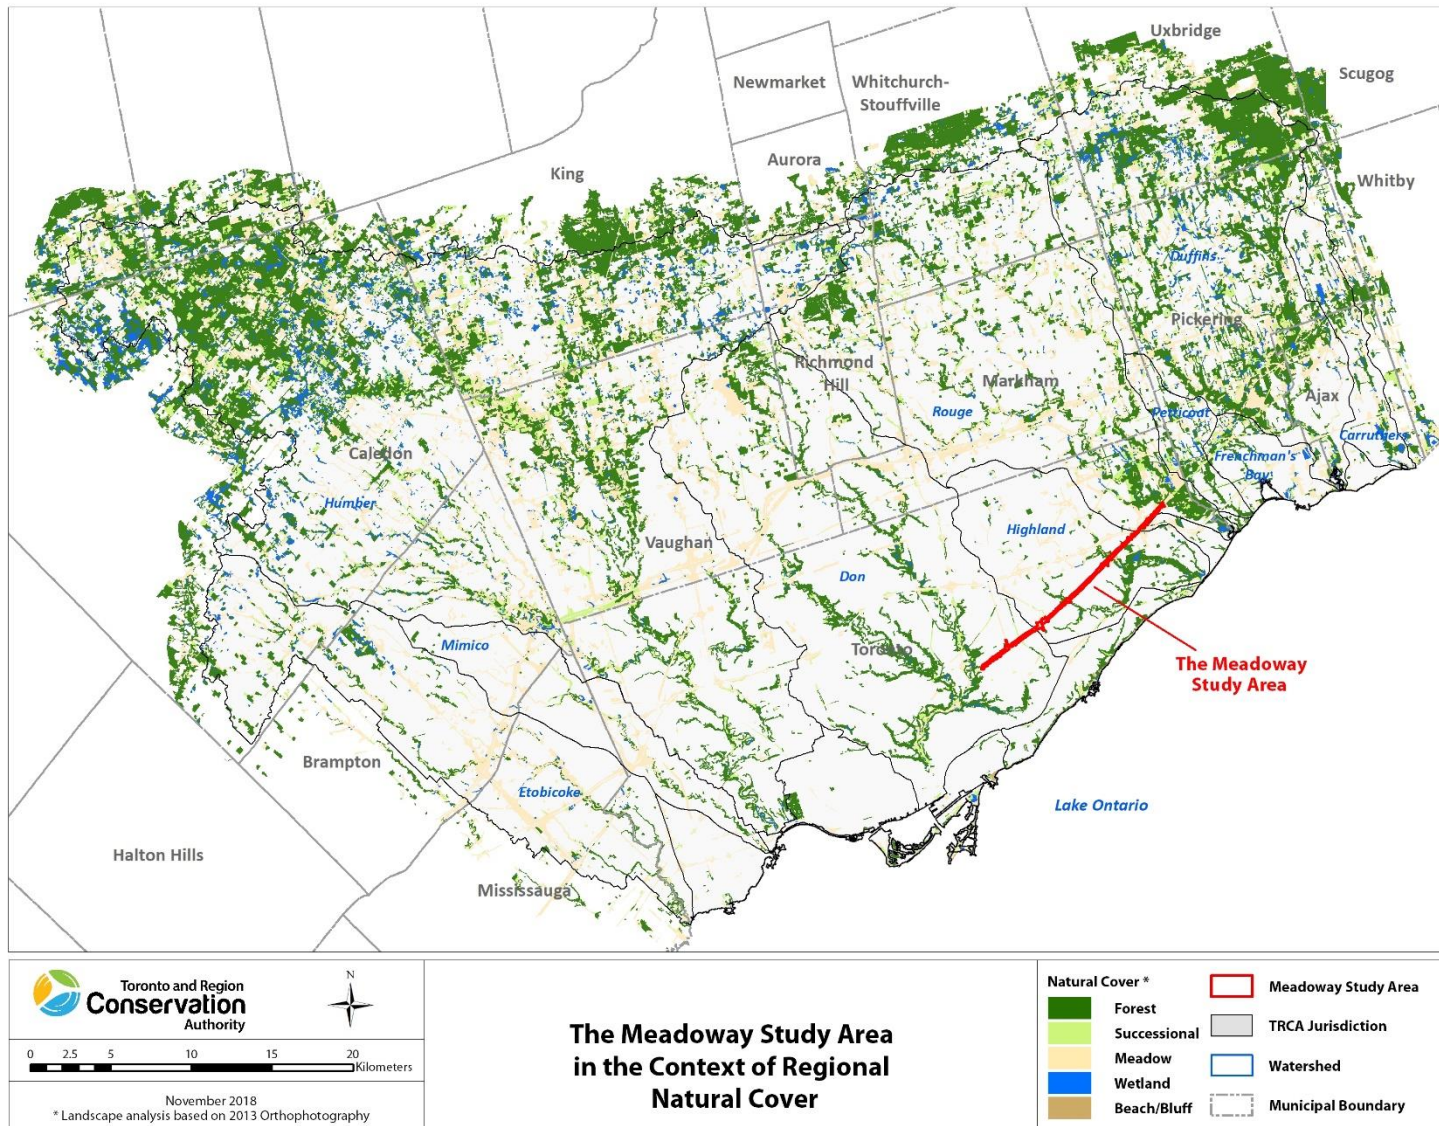 Uxbridge
Scugog
Newmarket
Whitchurch-
Stouffville
Aurora
King
Whitby
Duffins
Pickering
Richmond
Hill
Markham
Ajax
Rouge
Petticoat
Carruthers
Frenchman's
Bay
Caledon
Humber
Highland
Vaughan
Don
Mimico
Toronto
The Meadoway
Study Area
Brampton
Etobicoke
Lake Ontario
Halton Hills
Mississauga
Toronto and Region
Conservation
Authority
N
0 2.5 5 10 15 20
Kilometers
November 2018
* Landscape analysis based on 2013 Orthophotography
The Meadoway Study Area
in the Context of Regional
Natural Cover
Natural Cover *
Forest
Successional
Meadow
Wetland
Beach/Bluff
Meadoway Study Area
TRCA Jurisdiction
Watershed
Municipal Boundary